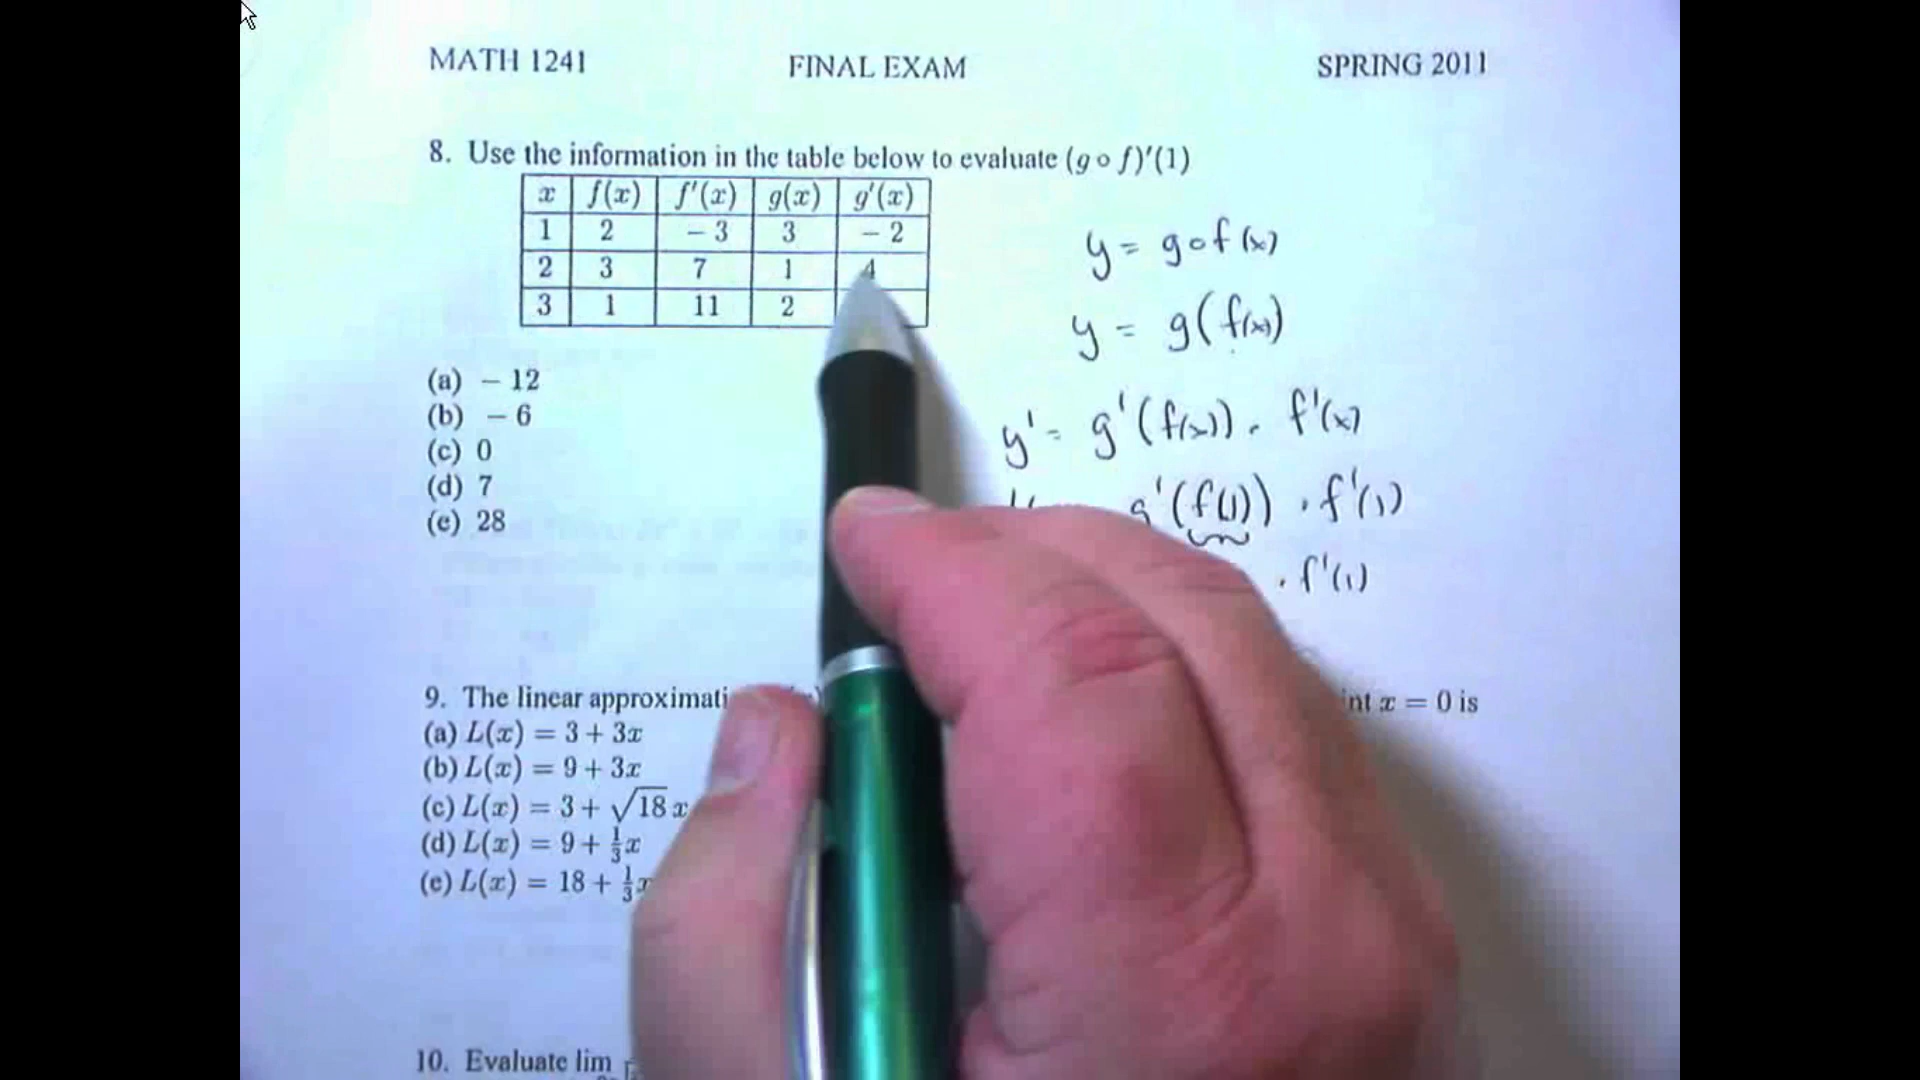 MATH 1241 FINAL EXAM SPRING 2011
8. Use the information in the table below to evaluate (g ∘ f)′(1)
x f(x) f′(x) g(x) g′(x)
1 2 − 3 3 − 2
2 3 7 1 4
3 1 11 2
y = g∘f(x)
y = g(f(x))
y' = g'(f(x)) · f'(x)
g'(f(1)) · f'(1)
· f'(1)
(a) − 12
(b) − 6
(c) 0
(d) 7
(e) 28
9. The linear approximati int x = 0 is
(a) L(x) = 3 + 3x
(b) L(x) = 9 + 3x
(c) L(x) = 3 + √18 x
(d) L(x) = 9 + 1/3 x
(e) L(x) = 18 + 1/3 x
10. Evaluate lim